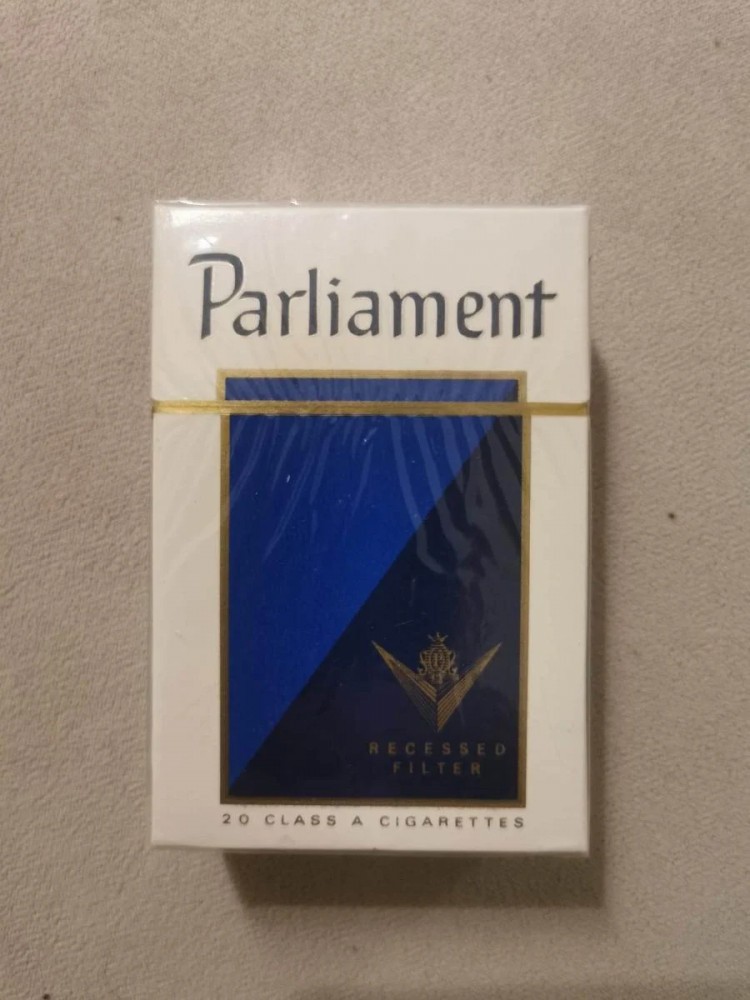 Parliament
RECESSED
FILTER
20 CLASS A CIGARETTES